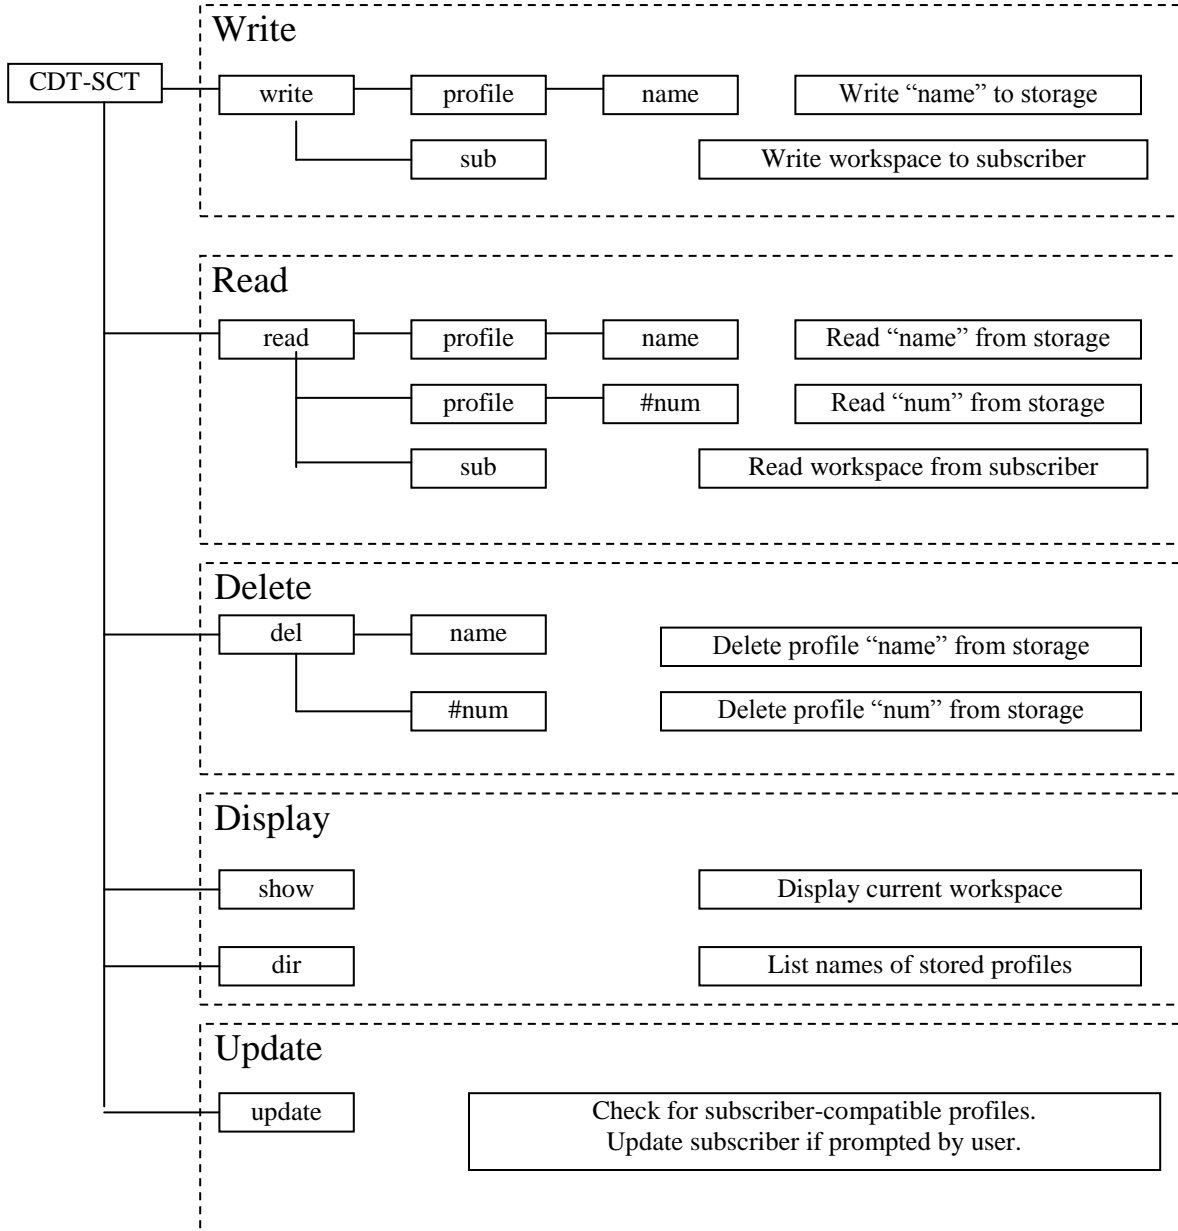 Write
CDT-SCT
write profile name Write “name” to storage
sub Write workspace to subscriber
Read
read profile name Read “name” from storage
profile #num Read “num” from storage
sub Read workspace from subscriber
Delete
del name Delete profile “name” from storage
#num Delete profile “num” from storage
Display
show Display current workspace
dir List names of stored profiles
Update
update Check for subscriber-compatible profiles.
Update subscriber if prompted by user.